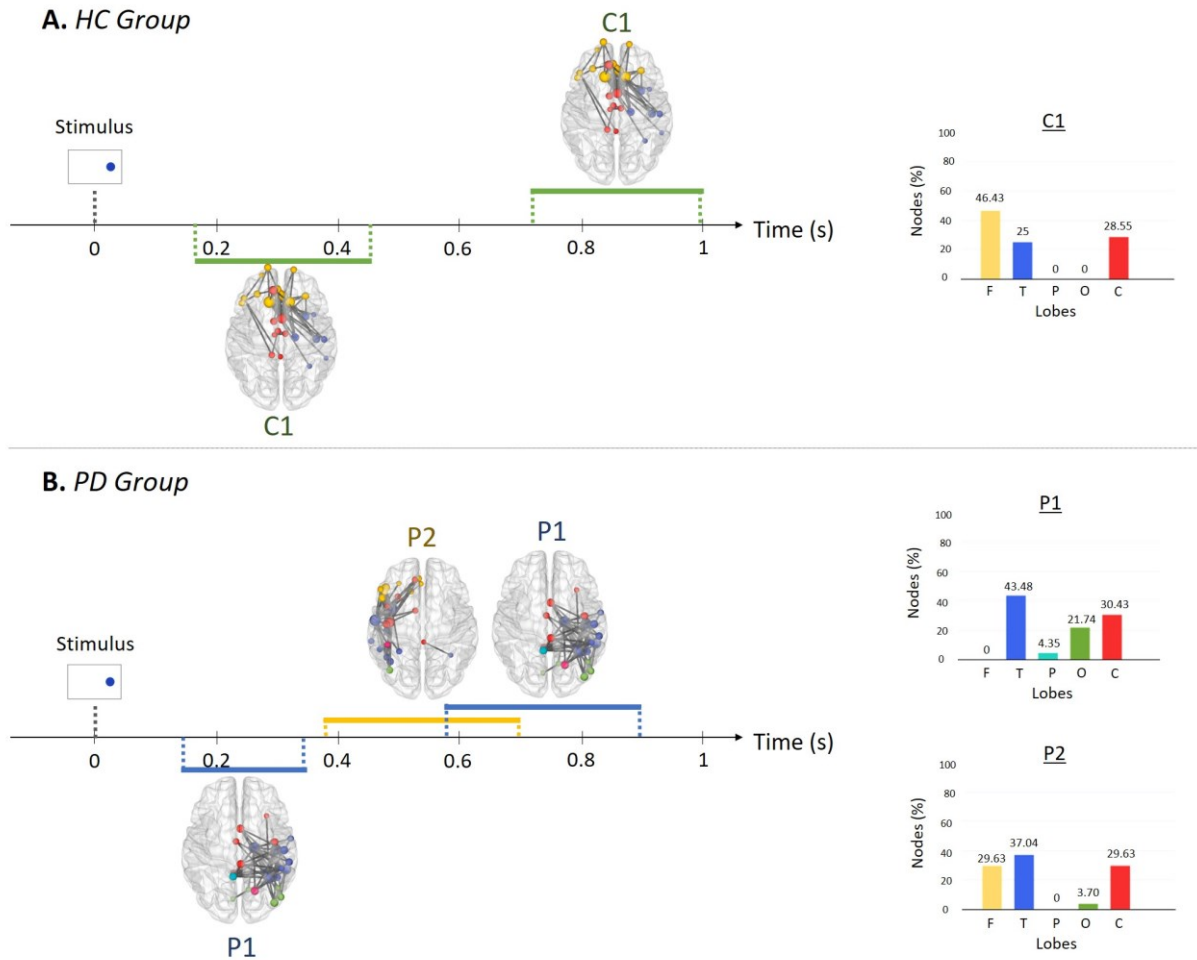 A. HC Group
C1
Stimulus
0 0.2 0.4 0.6 0.8 1 Time (s)
C1
C1
Nodes (%)
100
80
60
40
20
0
46.43 25 0 0 28.55
F T P O C
Lobes
B. PD Group
P2 P1
Stimulus
0 0.2 0.4 0.6 0.8 1 Time (s)
P1
P1
Nodes (%)
100
80
60
40
20
0
0 43.48 4.35 21.74 30.43
F T P O C
Lobes
P2
Nodes (%)
100
80
60
40
20
0
29.63 37.04 0 3.70 29.63
F T P O C
Lobes